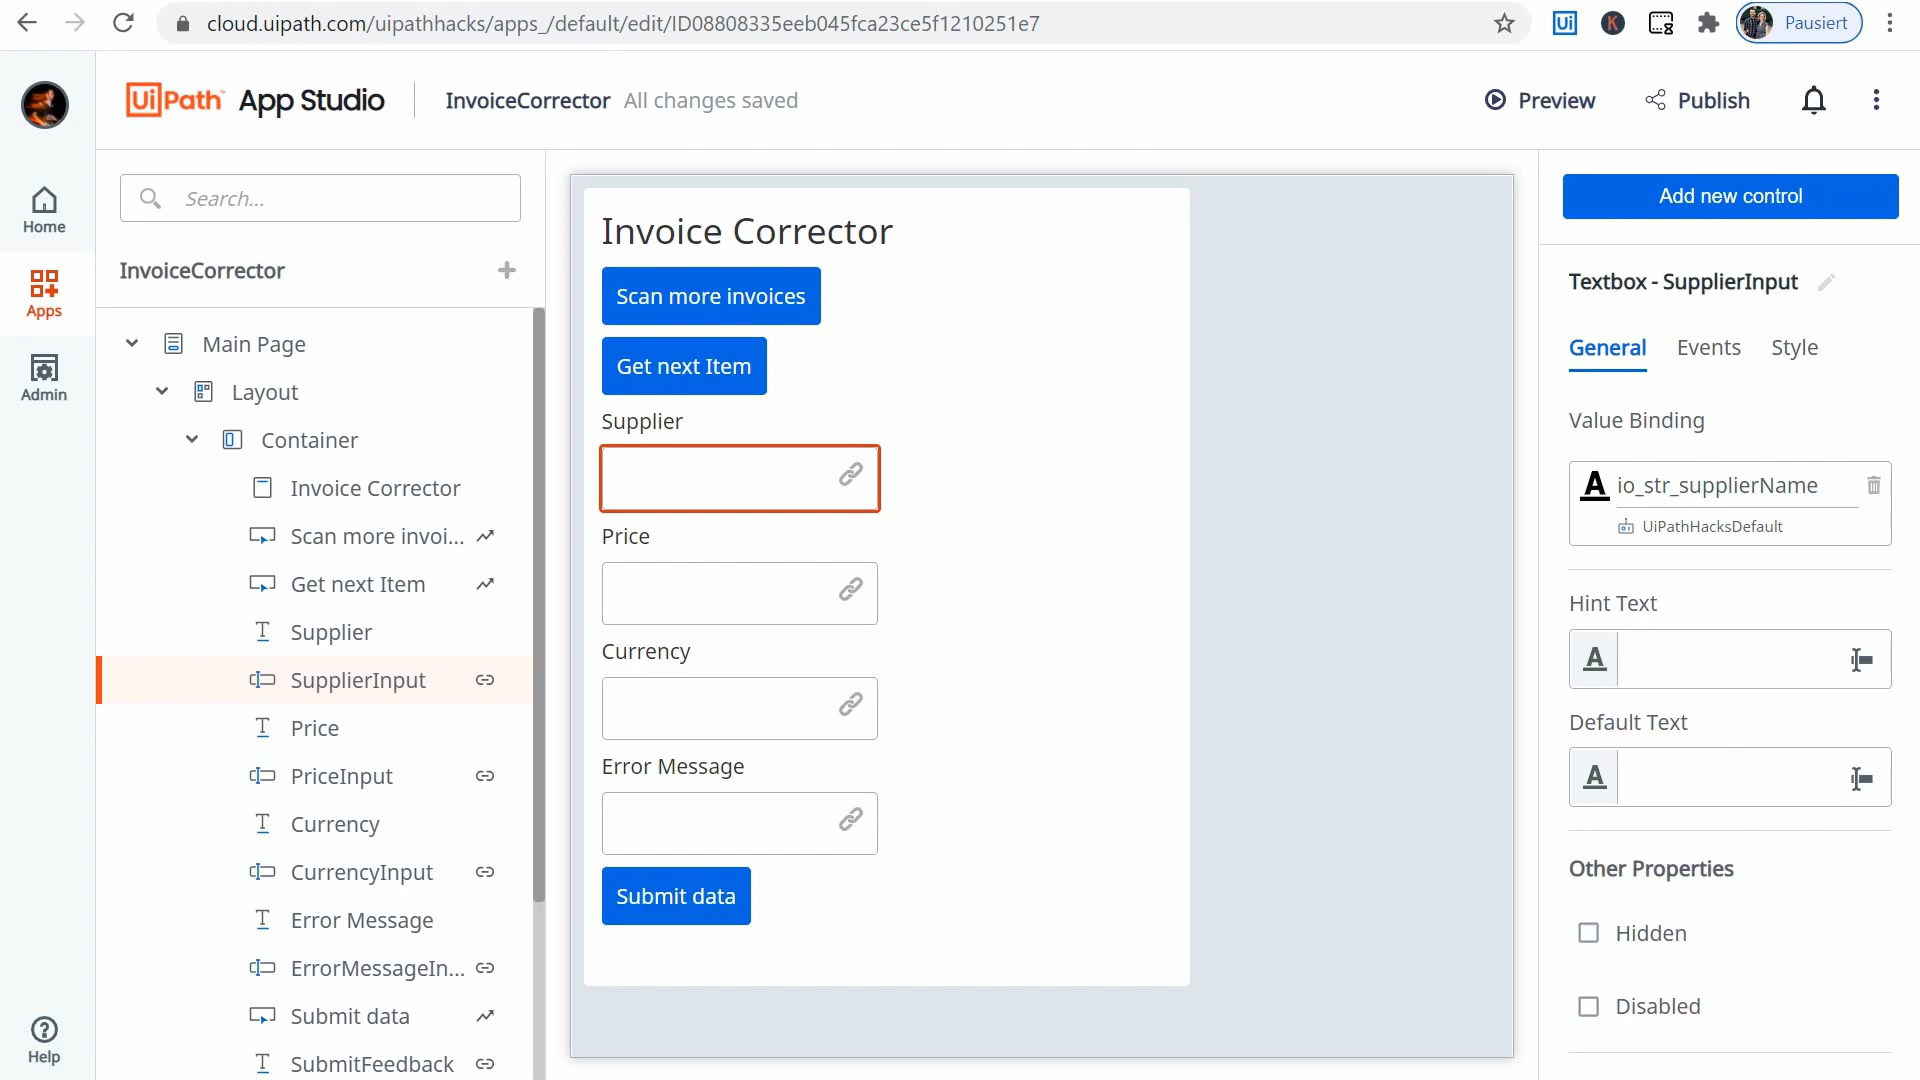 cloud.uipath.com/uipathhacks/apps_/default/edit/ID08808335eeb045fca23ce5f1210251e7
Ui
K
Pausiert
UiPath™ App Studio
InvoiceCorrector All changes saved
Preview
Publish
Home
Apps
Admin
Help
Search...
InvoiceCorrector
Main Page
Layout
Container
Invoice Corrector
Scan more invoi...
Get next Item
Supplier
SupplierInput
Price
PriceInput
Currency
CurrencyInput
Error Message
ErrorMessageIn...
Submit data
SubmitFeedback
Invoice Corrector
Scan more invoices
Get next Item
Supplier
Price
Currency
Error Message
Submit data
Add new control
Textbox - SupplierInput
General Events Style
Value Binding
A io_str_supplierName
UiPathHacksDefault
Hint Text
A
Default Text
A
Other Properties
Hidden
Disabled